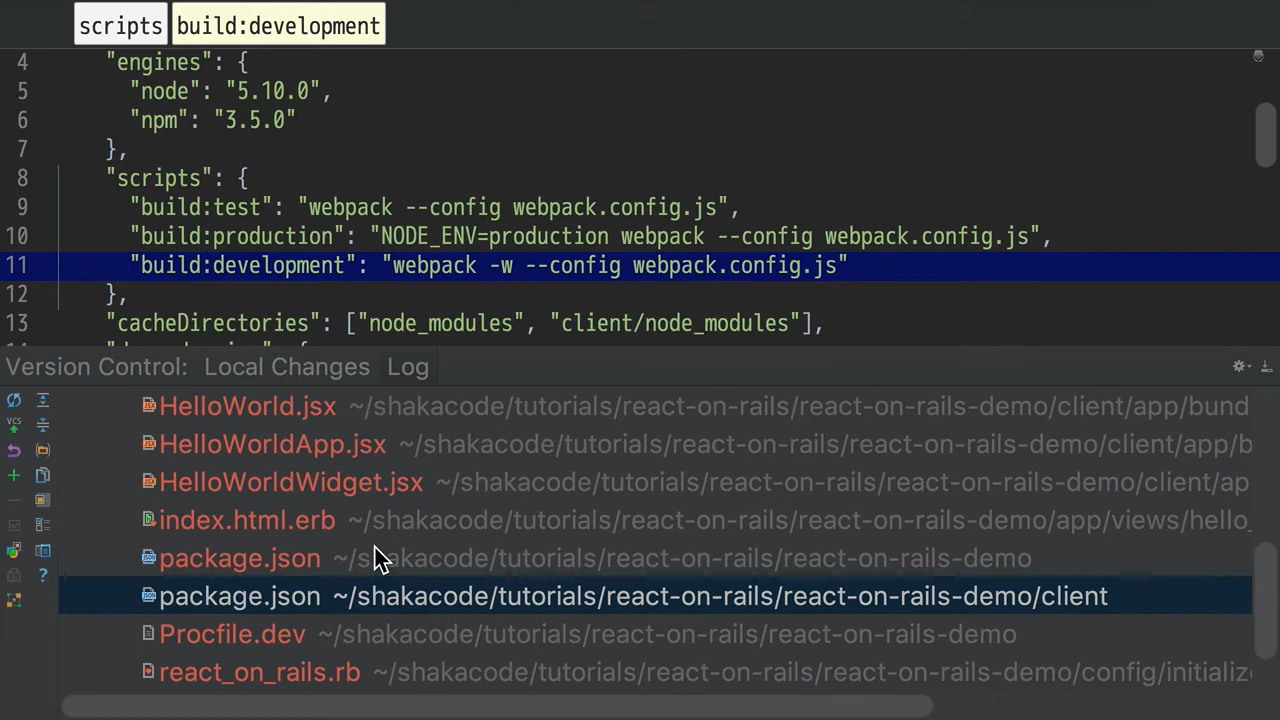 scripts build:development
4 "engines": {
5 "node": "5.10.0",
6 "npm": "3.5.0"
7 },
8 "scripts": {
9 "build:test": "webpack --config webpack.config.js",
10 "build:production": "NODE_ENV=production webpack --config webpack.config.js",
11 "build:development": "webpack -w --config webpack.config.js"
12 },
13 "cacheDirectories": ["node_modules", "client/node_modules"],
Version Control: Local Changes Log
HelloWorld.jsx ~/shakacode/tutorials/react-on-rails/react-on-rails-demo/client/app/bund
HelloWorldApp.jsx ~/shakacode/tutorials/react-on-rails/react-on-rails-demo/client/app/b
HelloWorldWidget.jsx ~/shakacode/tutorials/react-on-rails/react-on-rails-demo/client/ap
index.html.erb ~/shakacode/tutorials/react-on-rails/react-on-rails-demo/app/views/hello_
package.json ~/shakacode/tutorials/react-on-rails/react-on-rails-demo
package.json ~/shakacode/tutorials/react-on-rails/react-on-rails-demo/client
Procfile.dev ~/shakacode/tutorials/react-on-rails/react-on-rails-demo
react_on_rails.rb ~/shakacode/tutorials/react-on-rails/react-on-rails-demo/config/initialize